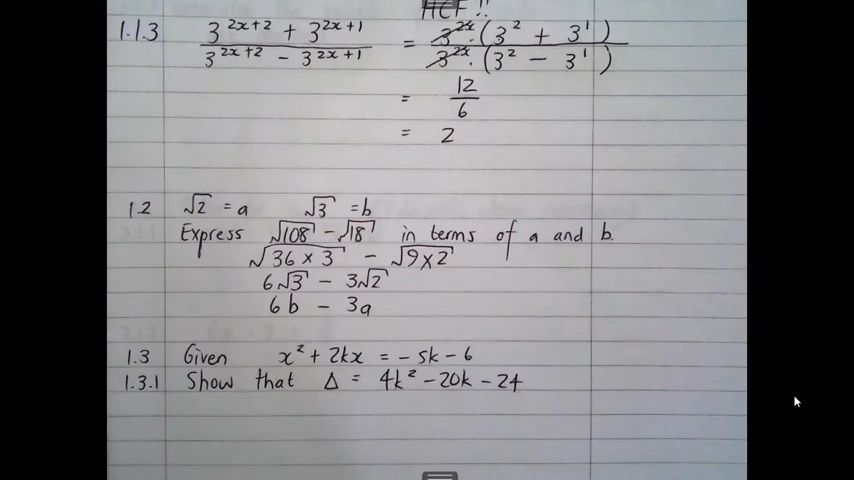 HCF !!
1.1.3 (3^(2x+2) + 3^(2x+1)) / (3^(2x+2) - 3^(2x+1)) = 3^(2x).(3² + 3¹) / 3^(2x).(3² - 3¹)
= 12/6
= 2
1.2 √2 = a √3 = b
Express √108 - √18 in terms of a and b.
√36 × 3 - √9 × 2
6√3 - 3√2
6b - 3a
1.3 Given x² + 2kx = -5k - 6
1.3.1 Show that Δ = 4k² - 20k - 24